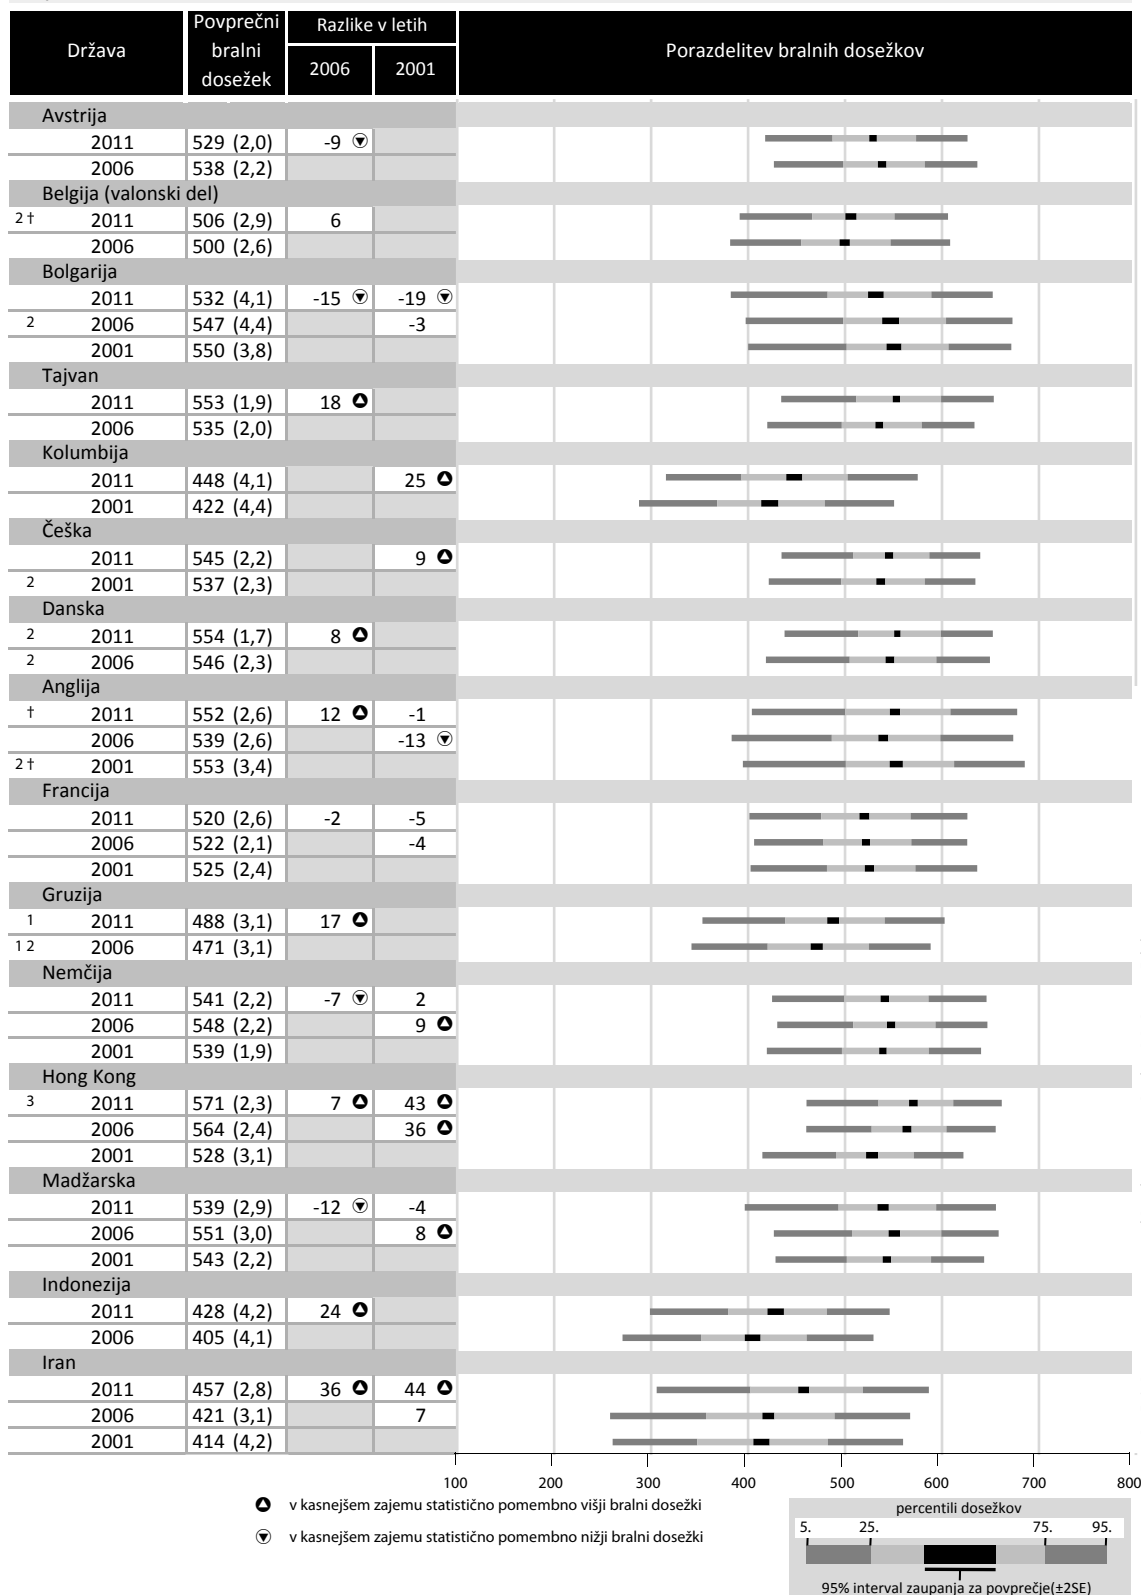 Država Povprečni bralni dosežek Razlike v letih Porazdelitev bralnih dosežkov
2006 2001
Avstrija
2011 529 (2,0) -9
2006 538 (2,2)
Belgija (valonski del)
2 † 2011 506 (2,9) 6
2006 500 (2,6)
Bolgarija
2011 532 (4,1) -15 -19
2 2006 547 (4,4) -3
2001 550 (3,8)
Tajvan
2011 553 (1,9) 18
2006 535 (2,0)
Kolumbija
2011 448 (4,1) 25
2001 422 (4,4)
Češka
2011 545 (2,2) 9
2 2001 537 (2,3)
Danska
2 2011 554 (1,7) 8
2 2006 546 (2,3)
Anglija
† 2011 552 (2,6) 12 -1
2006 539 (2,6) -13
2 † 2001 553 (3,4)
Francija
2011 520 (2,6) -2 -5
2006 522 (2,1) -4
2001 525 (2,4)
Gruzija
1 2011 488 (3,1) 17
1 2 2006 471 (3,1)
Nemčija
2011 541 (2,2) -7 2
2006 548 (2,2) 9
2001 539 (1,9)
Hong Kong
3 2011 571 (2,3) 7 43
2006 564 (2,4) 36
2001 528 (3,1)
Madžarska
2011 539 (2,9) -12 -4
2006 551 (3,0) 8
2001 543 (2,2)
Indonezija
2011 428 (4,2) 24
2006 405 (4,1)
Iran
2011 457 (2,8) 36 44
2006 421 (3,1) 7
2001 414 (4,2)
100 200 300 400 500 600 700 800
v kasnejšem zajemu statistično pomembno višji bralni dosežki
v kasnejšem zajemu statistično pomembno nižji bralni dosežki
percentili dosežkov
5. 25. 75. 95.
95% interval zaupanja za povprečje(±2SE)